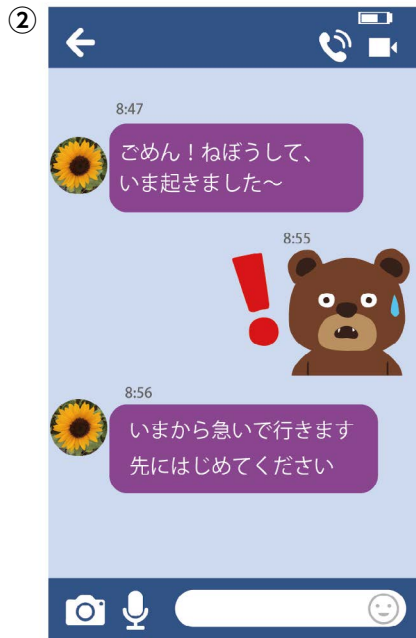 ②
8:47
ごめん！ねぼうして、
いま起きました～
8:55
8:56
いまから急いで行きます
先にはじめてください